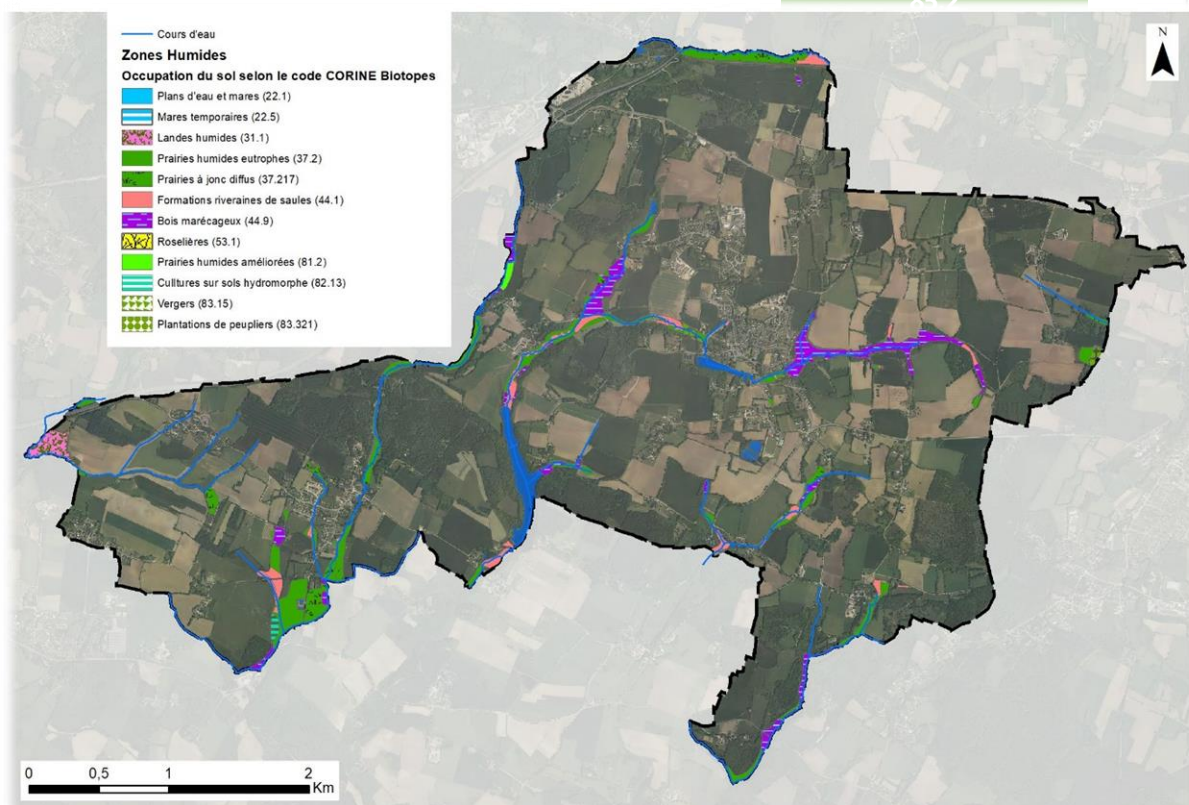 Cours d'eau
Zones Humides
Occupation du sol selon le code CORINE Biotopes
Plans d'eau et mares (22.1)
Mares temporaires (22.5)
Landes humides (31.1)
Prairies humides eutrophes (37.2)
Prairies à jonc diffus (37.217)
Formations riveraines de saules (44.1)
Bois marécageux (44.9)
Roselières (53.1)
Prairies humides améliorées (81.2)
Culltures sur sols hydromorphe (82.13)
Vergers (83.15)
Plantations de peupliers (83.321)
N
0 0,5 1 2
Km